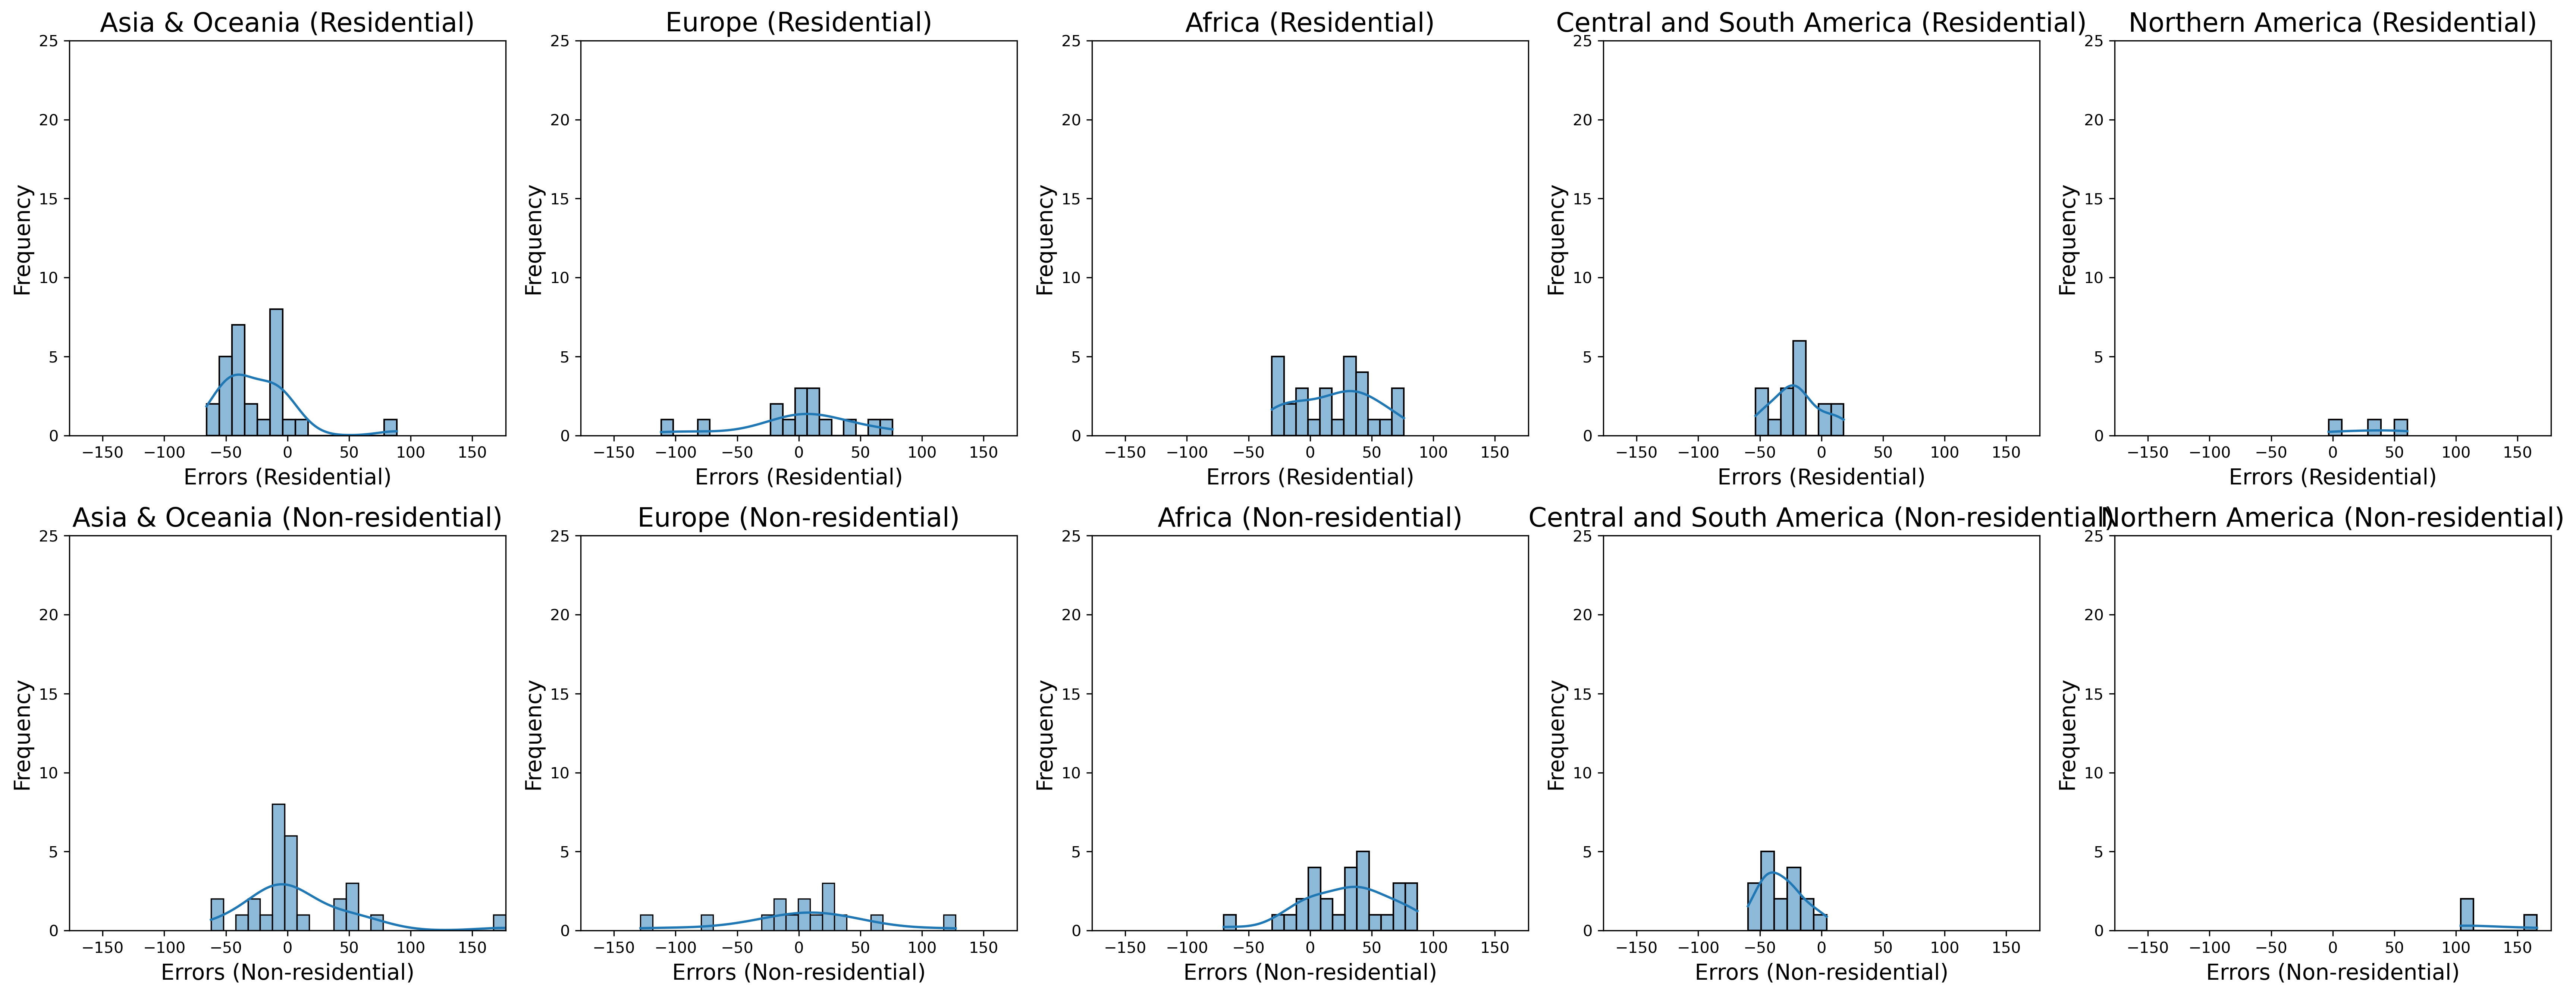 Asia & Oceania (Residential)
25
20
15
10
5
0
Frequency
−150 −100 −50 0 50 100 150
Errors (Residential)
Europe (Residential)
25
20
15
10
5
0
Frequency
−150 −100 −50 0 50 100 150
Errors (Residential)
Africa (Residential)
25
20
15
10
5
0
Frequency
−150 −100 −50 0 50 100 150
Errors (Residential)
Central and South America (Residential)
25
20
15
10
5
0
Frequency
−150 −100 −50 0 50 100 150
Errors (Residential)
Northern America (Residential)
25
20
15
10
5
0
Frequency
−150 −100 −50 0 50 100 150
Errors (Residential)
Asia & Oceania (Non-residential)
25
20
15
10
5
0
Frequency
−150 −100 −50 0 50 100 150
Errors (Non-residential)
Europe (Non-residential)
25
20
15
10
5
0
Frequency
−150 −100 −50 0 50 100 150
Errors (Non-residential)
Africa (Non-residential)
25
20
15
10
5
0
Frequency
−150 −100 −50 0 50 100 150
Errors (Non-residential)
Central and South America (Non-residential)
25
20
15
10
5
0
Frequency
−150 −100 −50 0 50 100 150
Errors (Non-residential)
Northern America (Non-residential)
25
20
15
10
5
0
Frequency
−150 −100 −50 0 50 100 150
Errors (Non-residential)